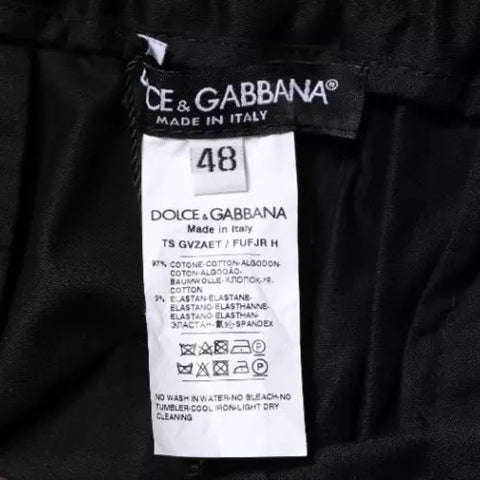 CE & GABBANA®
MADE IN ITALY
48
DOLCE & GABBANA
Made in Italy
TS GVZAET / FUFJR H
97% COTONE-COTTON-ALGODON-
COTON-ALGODÃO-
BAUMWOLLE-ХЛОПОК-
COTTON
3% ELASTAN-ELASTANE-
ELASTANO-ELASTHANNE-
ELASTANO-ELASTHAN-
ЭЛАСТАН-SPANDEX
NO WASH IN WATER-NO BLEACH-NO
TUMBLER-COOL IRON-LIGHT DRY
CLEANING